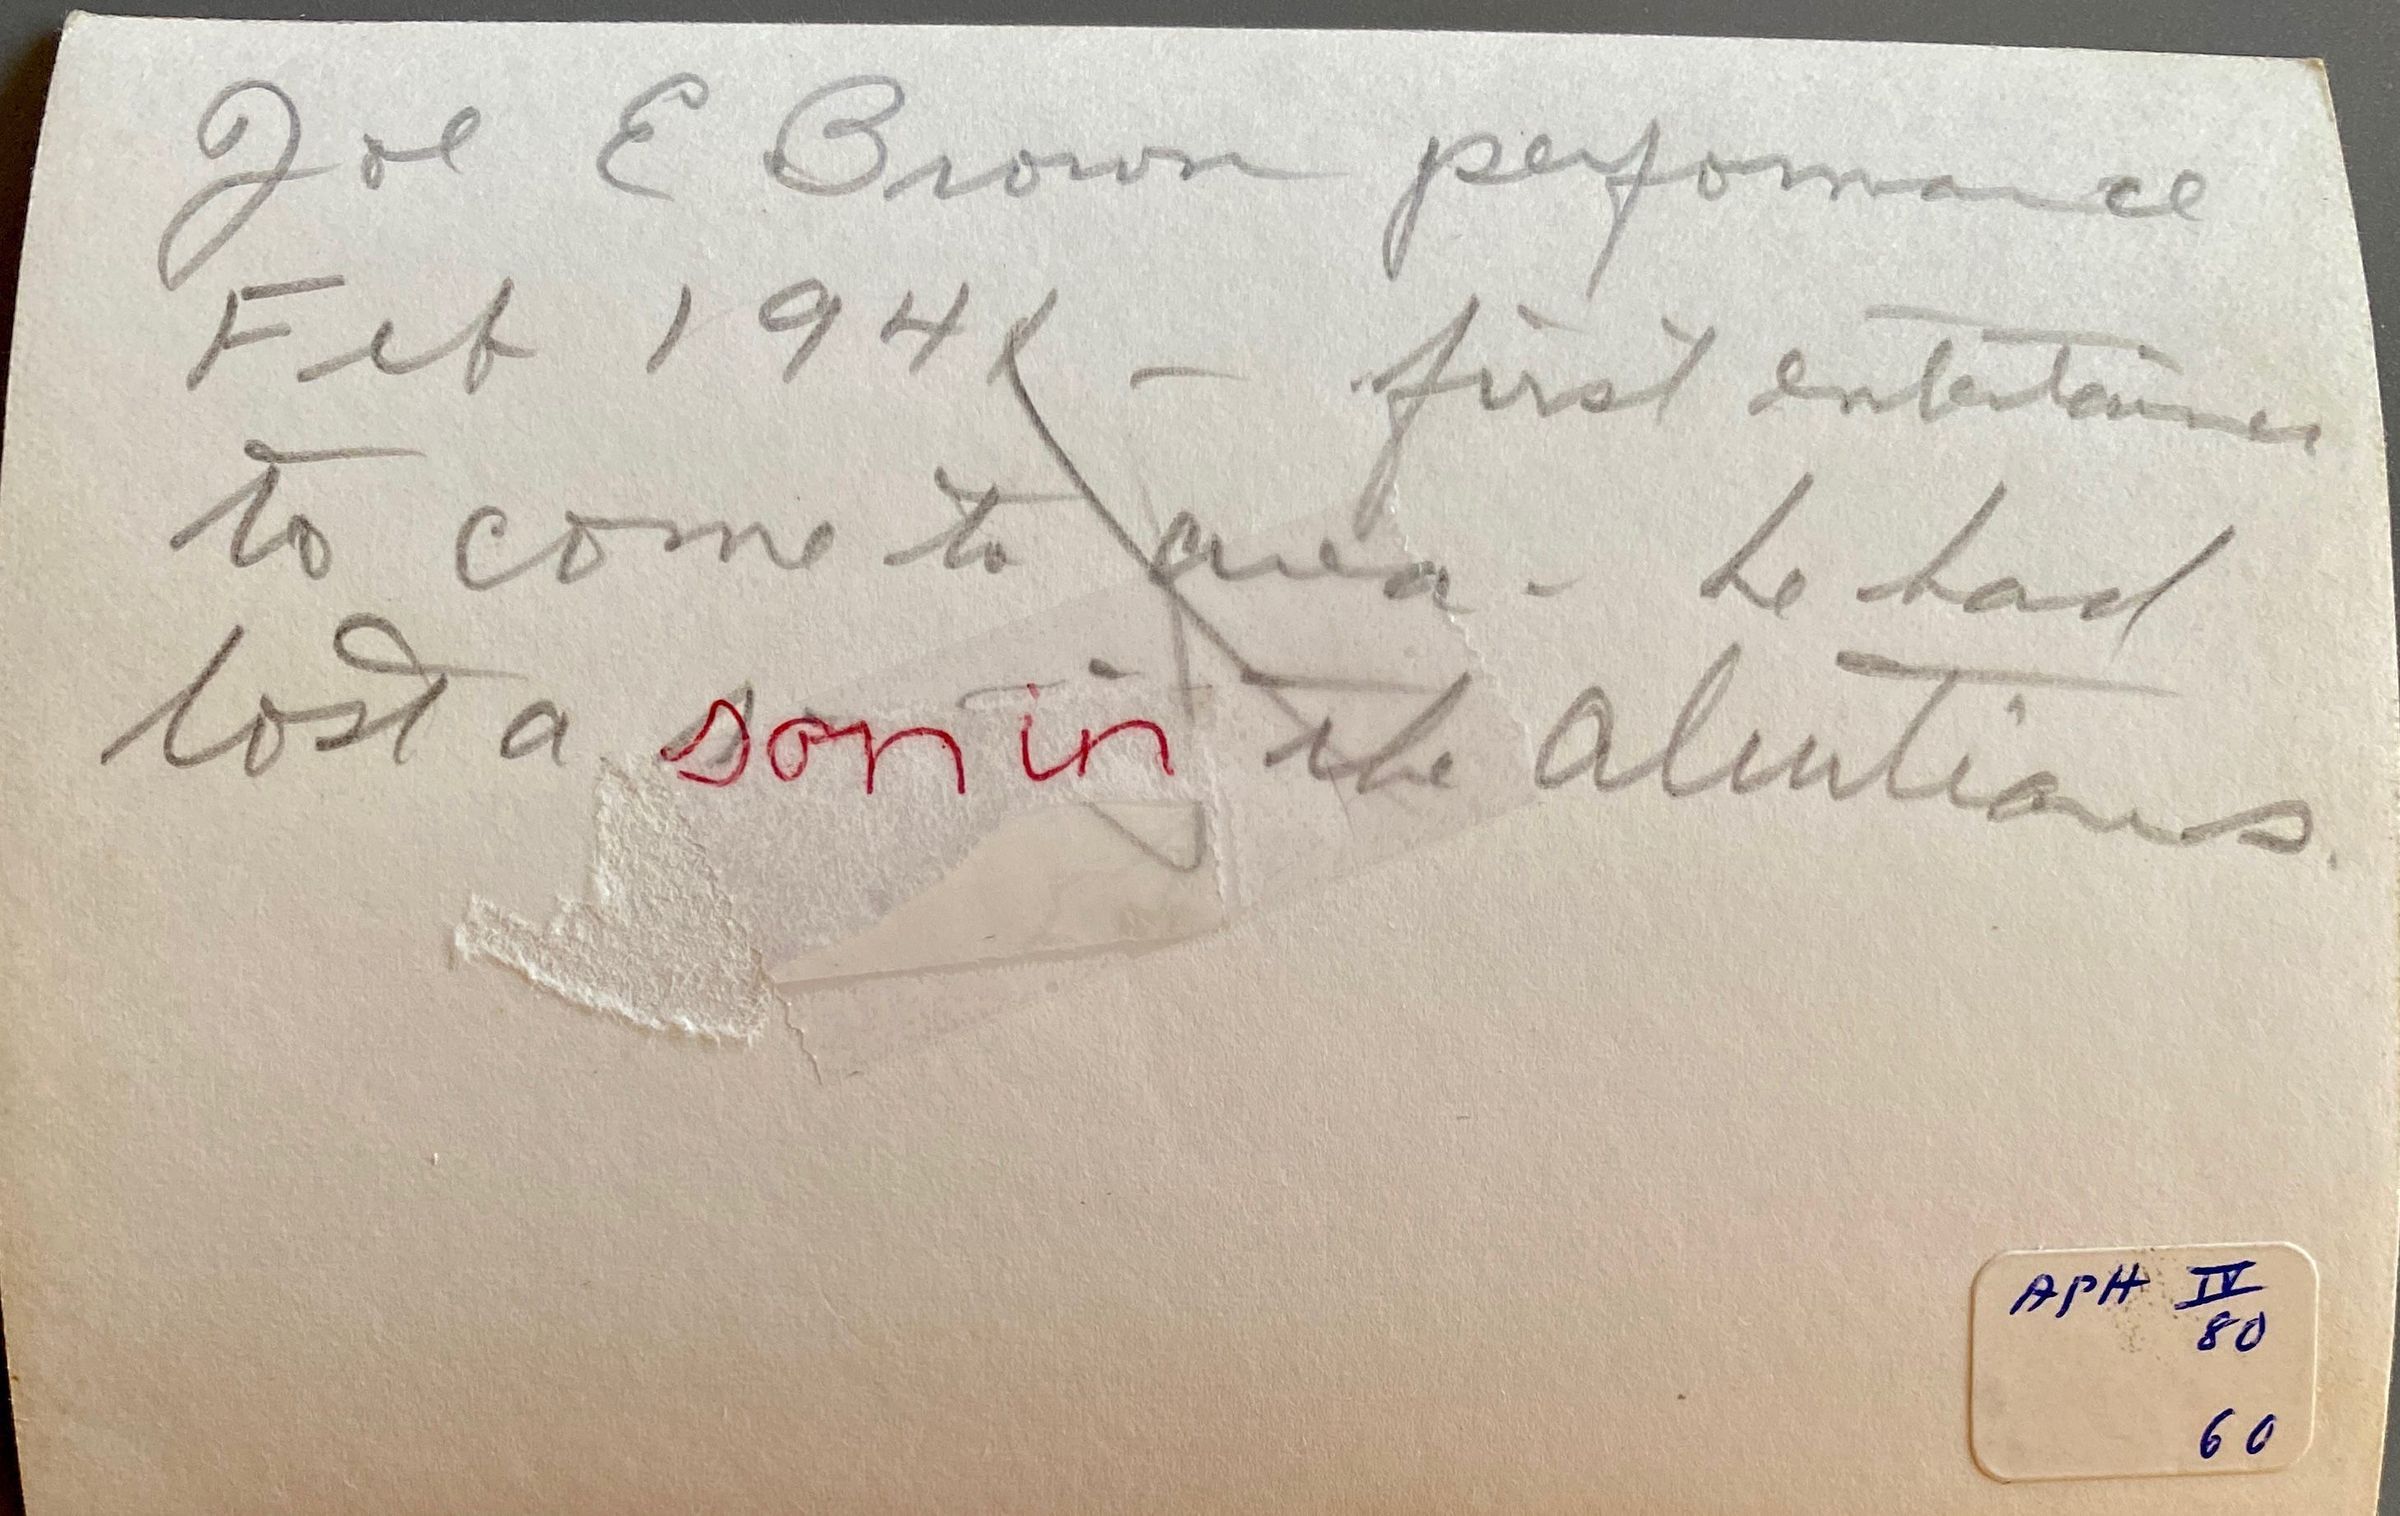 Joe E Brown performance
Feb 1941 - first entertainer
to come to area - he had
lost a son in the Alutians.
APH IV
80
60